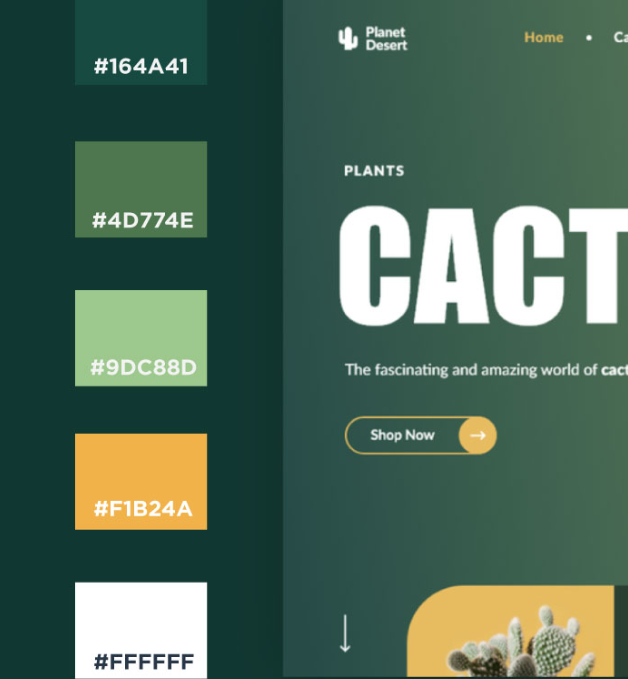 #164A41
#4D774E
#9DC88D
#F1B24A
#FFFFFF
Planet
Desert
Home • Ca
PLANTS
CACT
The fascinating and amazing world of cact
Shop Now